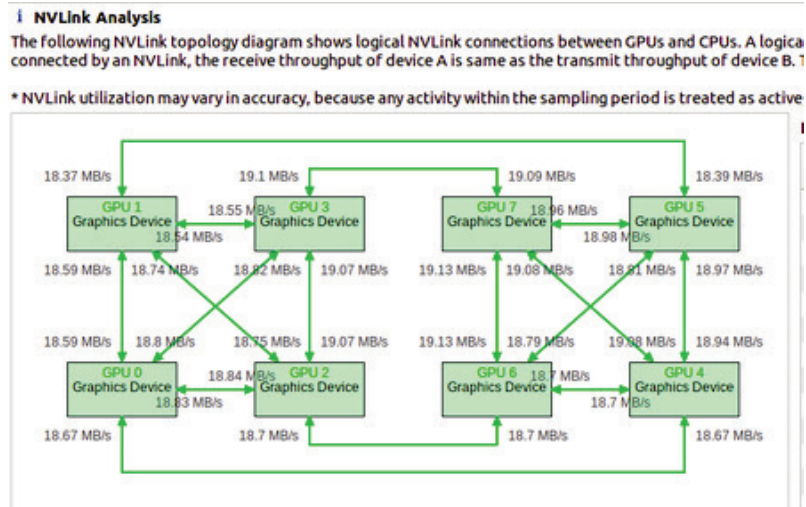 i NVLink Analysis
The following NVLink topology diagram shows logical NVLink connections between GPUs and CPUs. A logica
connected by an NVLink, the receive throughput of device A is same as the transmit throughput of device B. T
* NVLink utilization may vary in accuracy, because any activity within the sampling period is treated as active
18.37 MB/s 19.1 MB/s 19.09 MB/s 18.39 MB/s
GPU 1 GPU 3 GPU 7 GPU 5
18.55 MB/s 18.96 MB/s
Graphics Device Graphics Device Graphics Device Graphics Device
18.54 MB/s 18.98 MB/s
18.59 MB/s 18.74 MB/s 18.82 MB/s 19.07 MB/s 19.13 MB/s 19.08 MB/s 18.81 MB/s 18.97 MB/s
18.59 MB/s 18.8 MB/s 18.75 MB/s 19.07 MB/s 19.13 MB/s 18.79 MB/s 19.08 MB/s 18.94 MB/s
GPU 0 GPU 2 GPU 6 GPU 4
18.84 MB/s 18.7 MB/s
Graphics Device Graphics Device Graphics Device Graphics Device
18.83 MB/s 18.7 MB/s
18.67 MB/s 18.7 MB/s 18.7 MB/s 18.67 MB/s